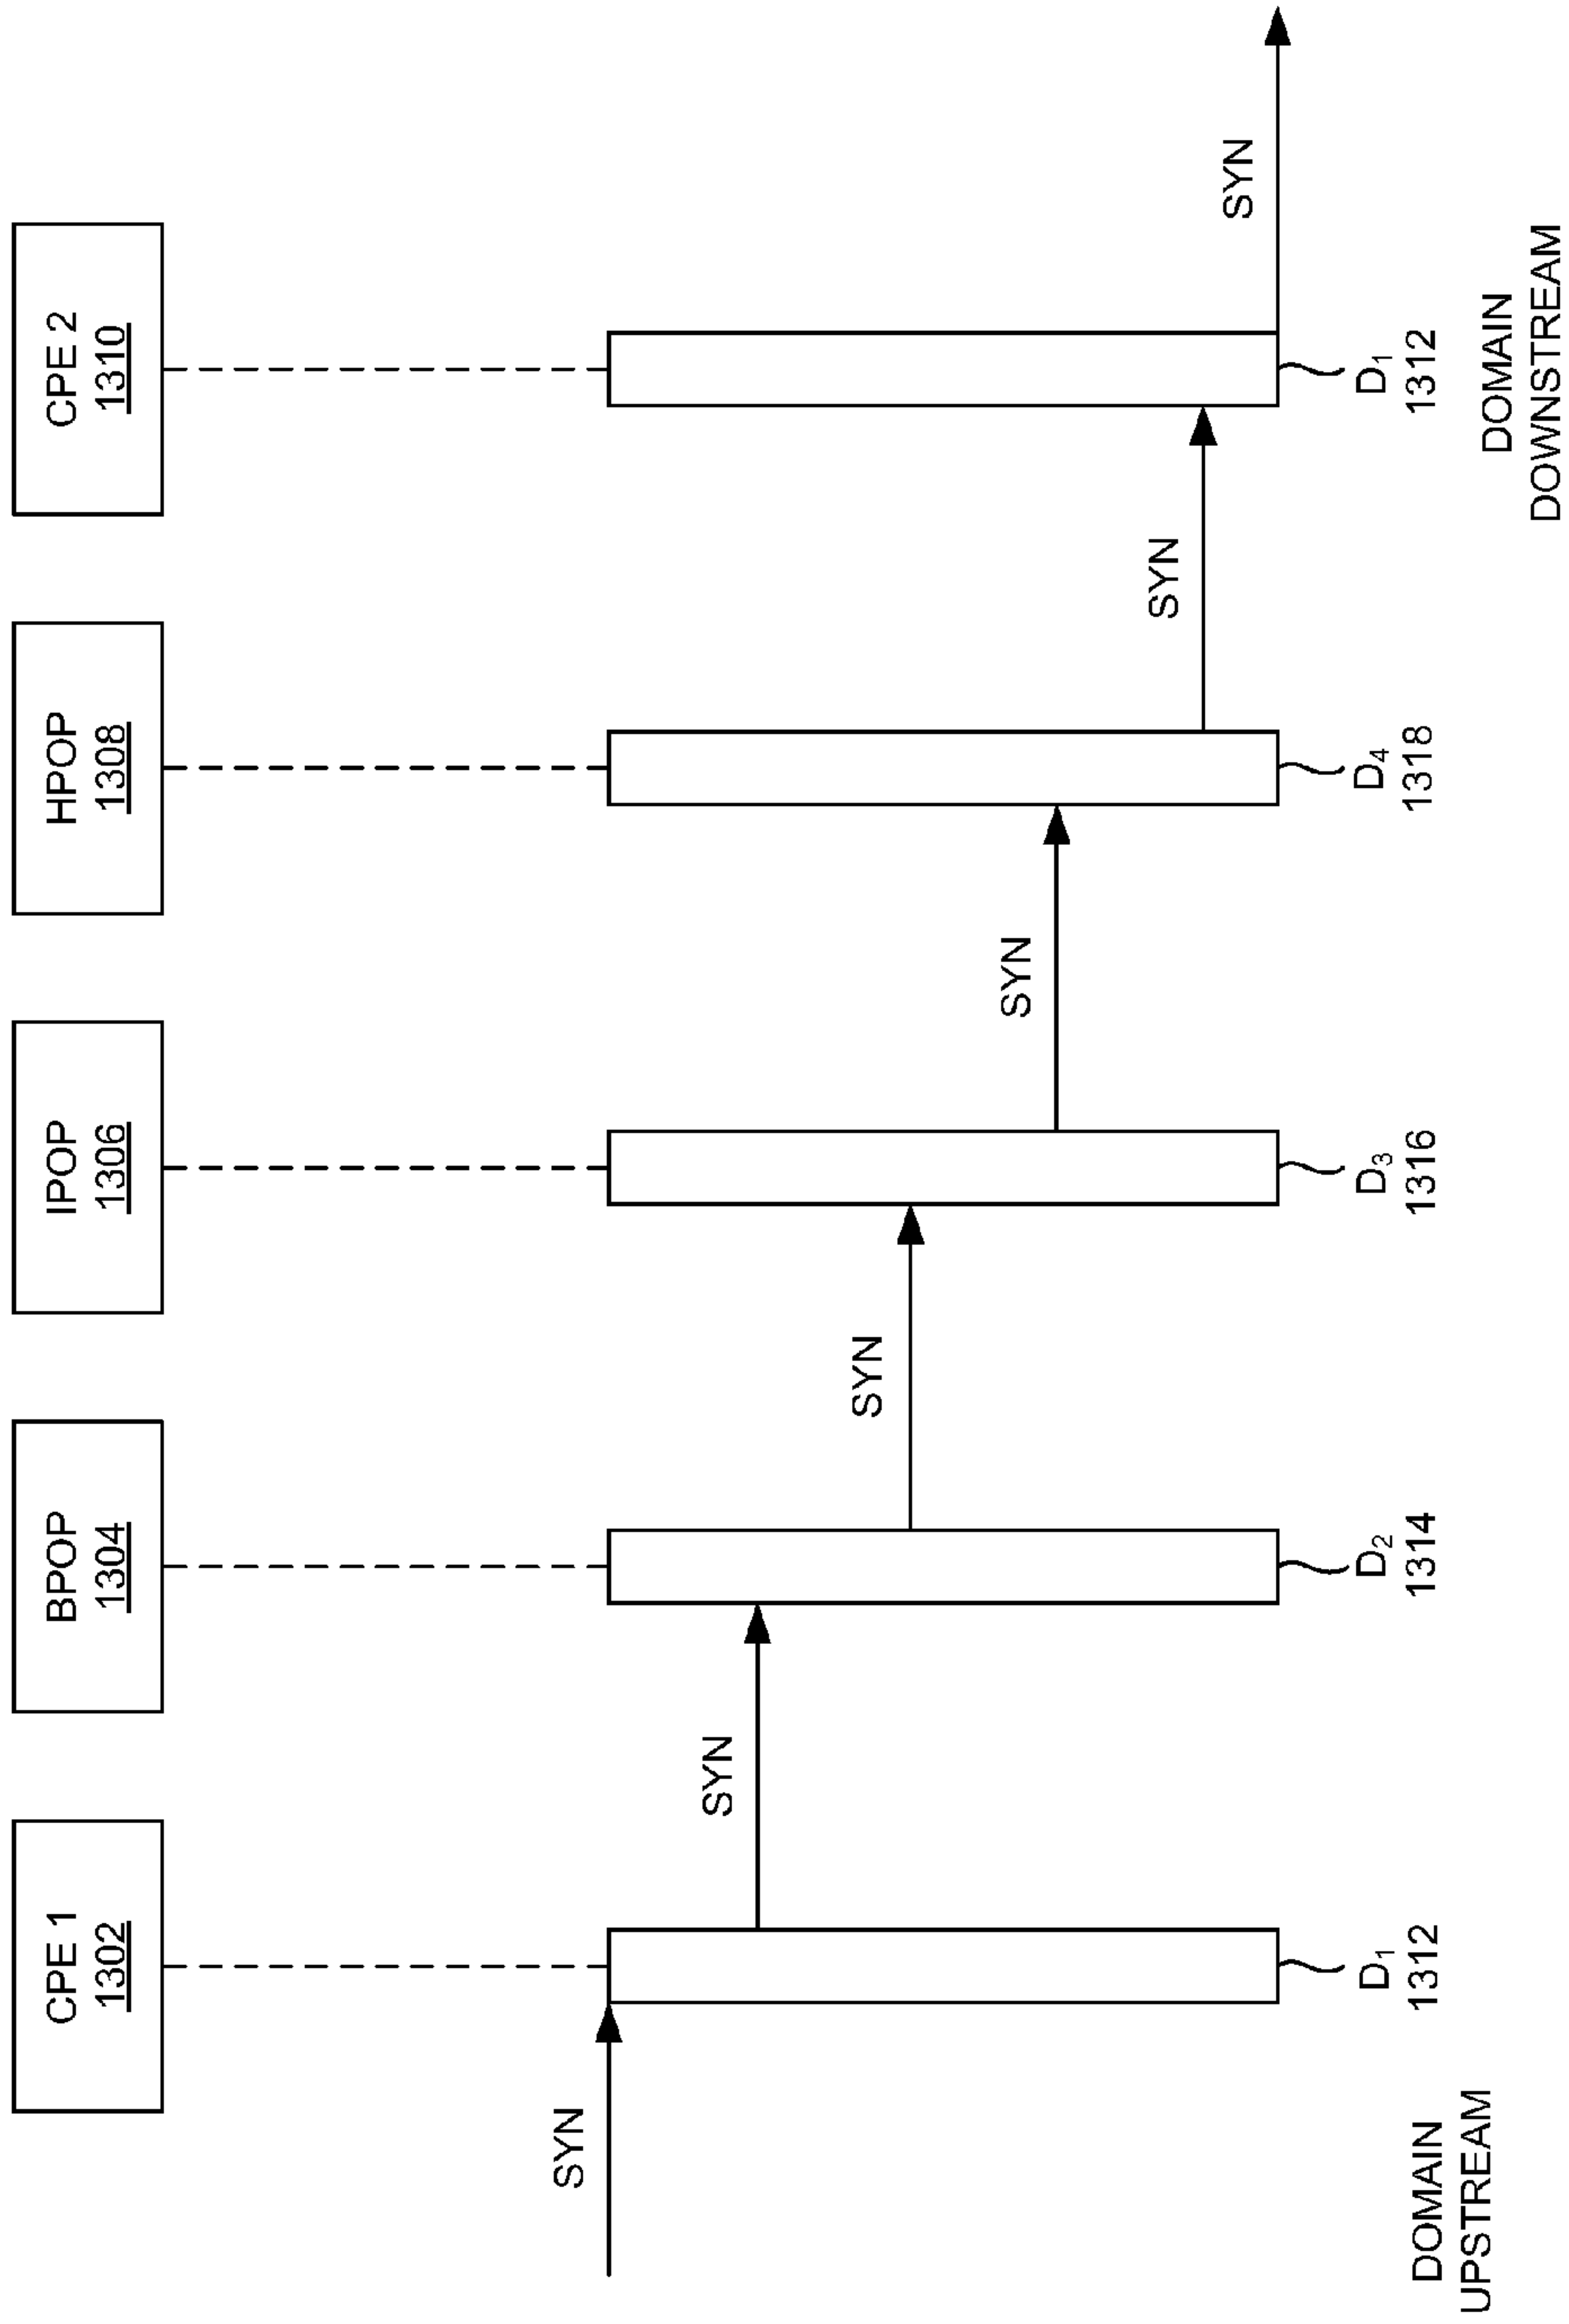 CPE 1
1302
BPOP
1304
IPOP
1306
HPOP
1308
CPE 2
1310
SYN
SYN
SYN
SYN
SYN
SYN
D1
1312
D2
1314
D3
1316
D4
1318
D1
1312
DOMAIN
UPSTREAM
DOMAIN
DOWNSTREAM